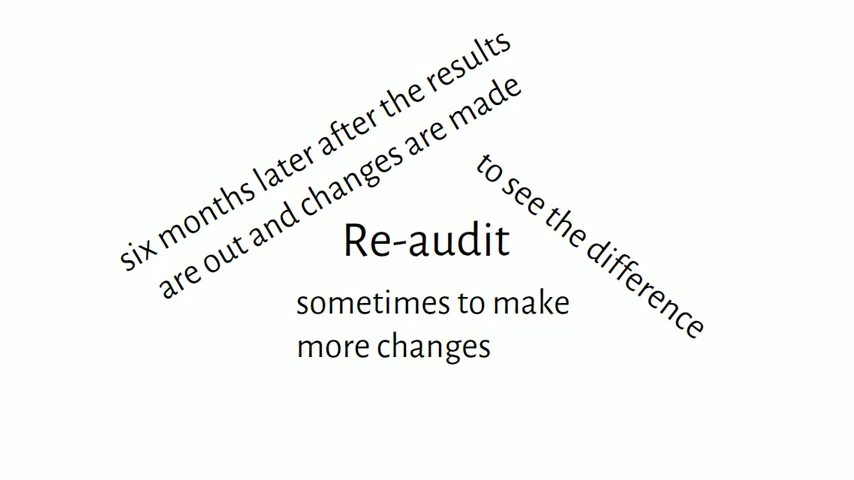 six months later after the results
are out and changes are made
to see the difference
Re-audit
sometimes to make
more changes